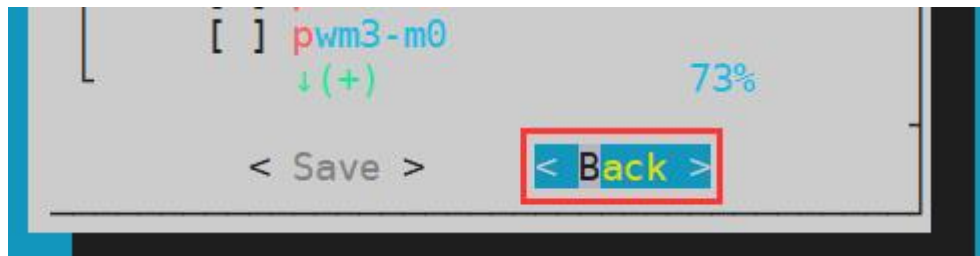 [ ] pwm3-m0
↓(+) 73%
< Save > < Back >